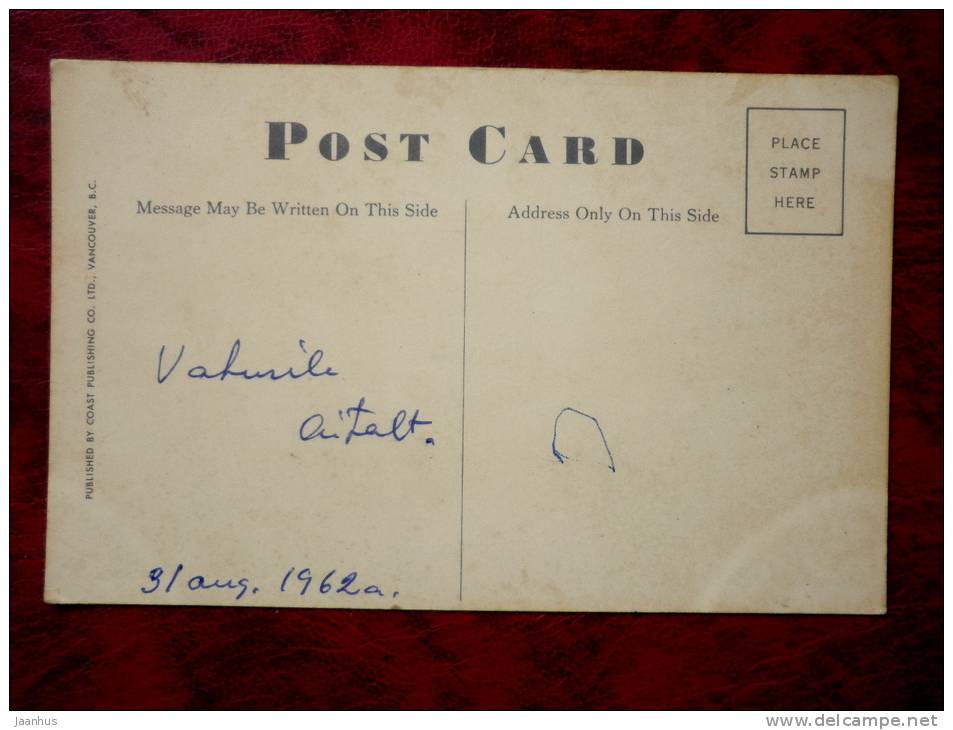 POST CARD
PLACE
STAMP
HERE
Message May Be Written On This Side
Address Only On This Side
PUBLISHED BY COAST PUBLISHING CO. LTD., VANCOUVER, B.C.
31 aug. 1962a.
jaanhus
www.delcampe.net